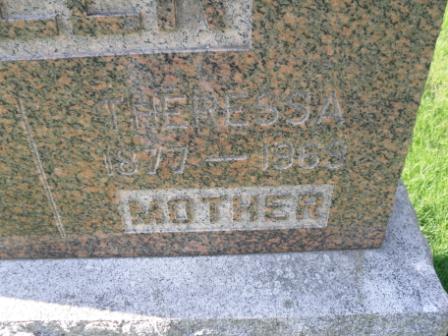 THERESSA
1877 — 1963
MOTHER